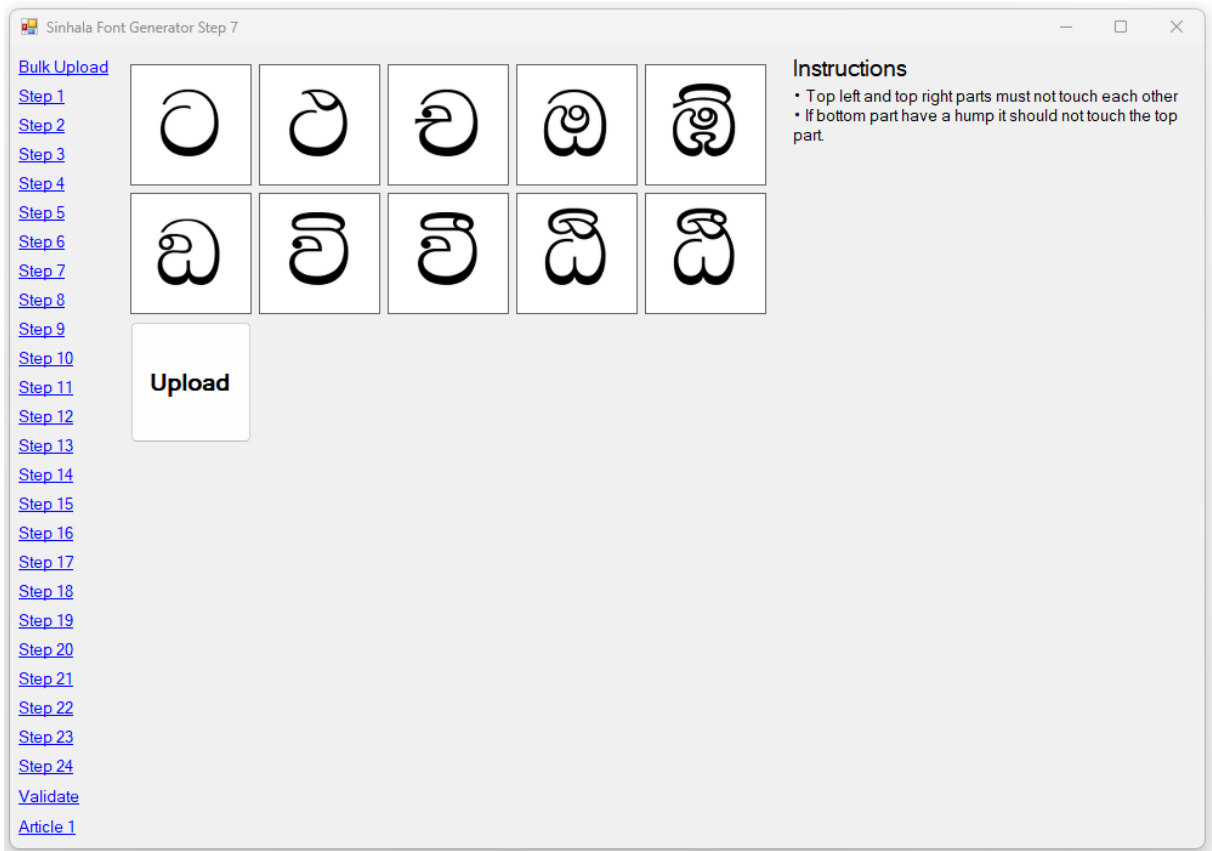 Sinhala Font Generator Step 7
Bulk Upload
Step 1
Step 2
Step 3
Step 4
Step 5
Step 6
Step 7
Step 8
Step 9
Step 10
Step 11
Step 12
Step 13
Step 14
Step 15
Step 16
Step 17
Step 18
Step 19
Step 20
Step 21
Step 22
Step 23
Step 24
Validate
Article 1
ට ඵ ච ඔ ඹි
ඩ ච් චී ඪි ඪී
Upload
Instructions
• Top left and top right parts must not touch each other
• If bottom part have a hump it should not touch the top
part.